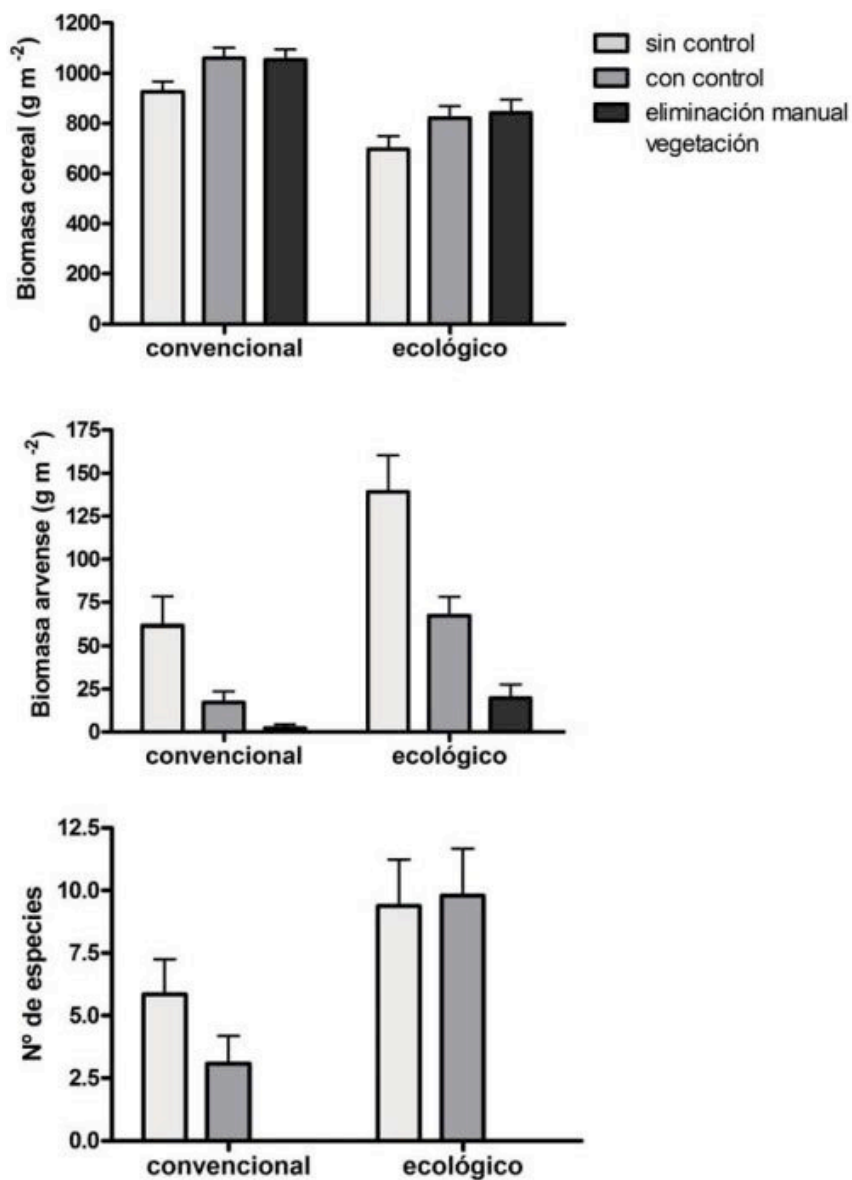 1200
1000
800
600
400
200
0
Biomasa cereal (g m -2)
convencional
ecológico
sin control
con control
eliminación manual
vegetación
175
150
125
100
75
50
25
0
Biomasa arvense (g m -2)
convencional
ecológico
12.5
10.0
7.5
5.0
2.5
0.0
Nº de especies
convencional
ecológico